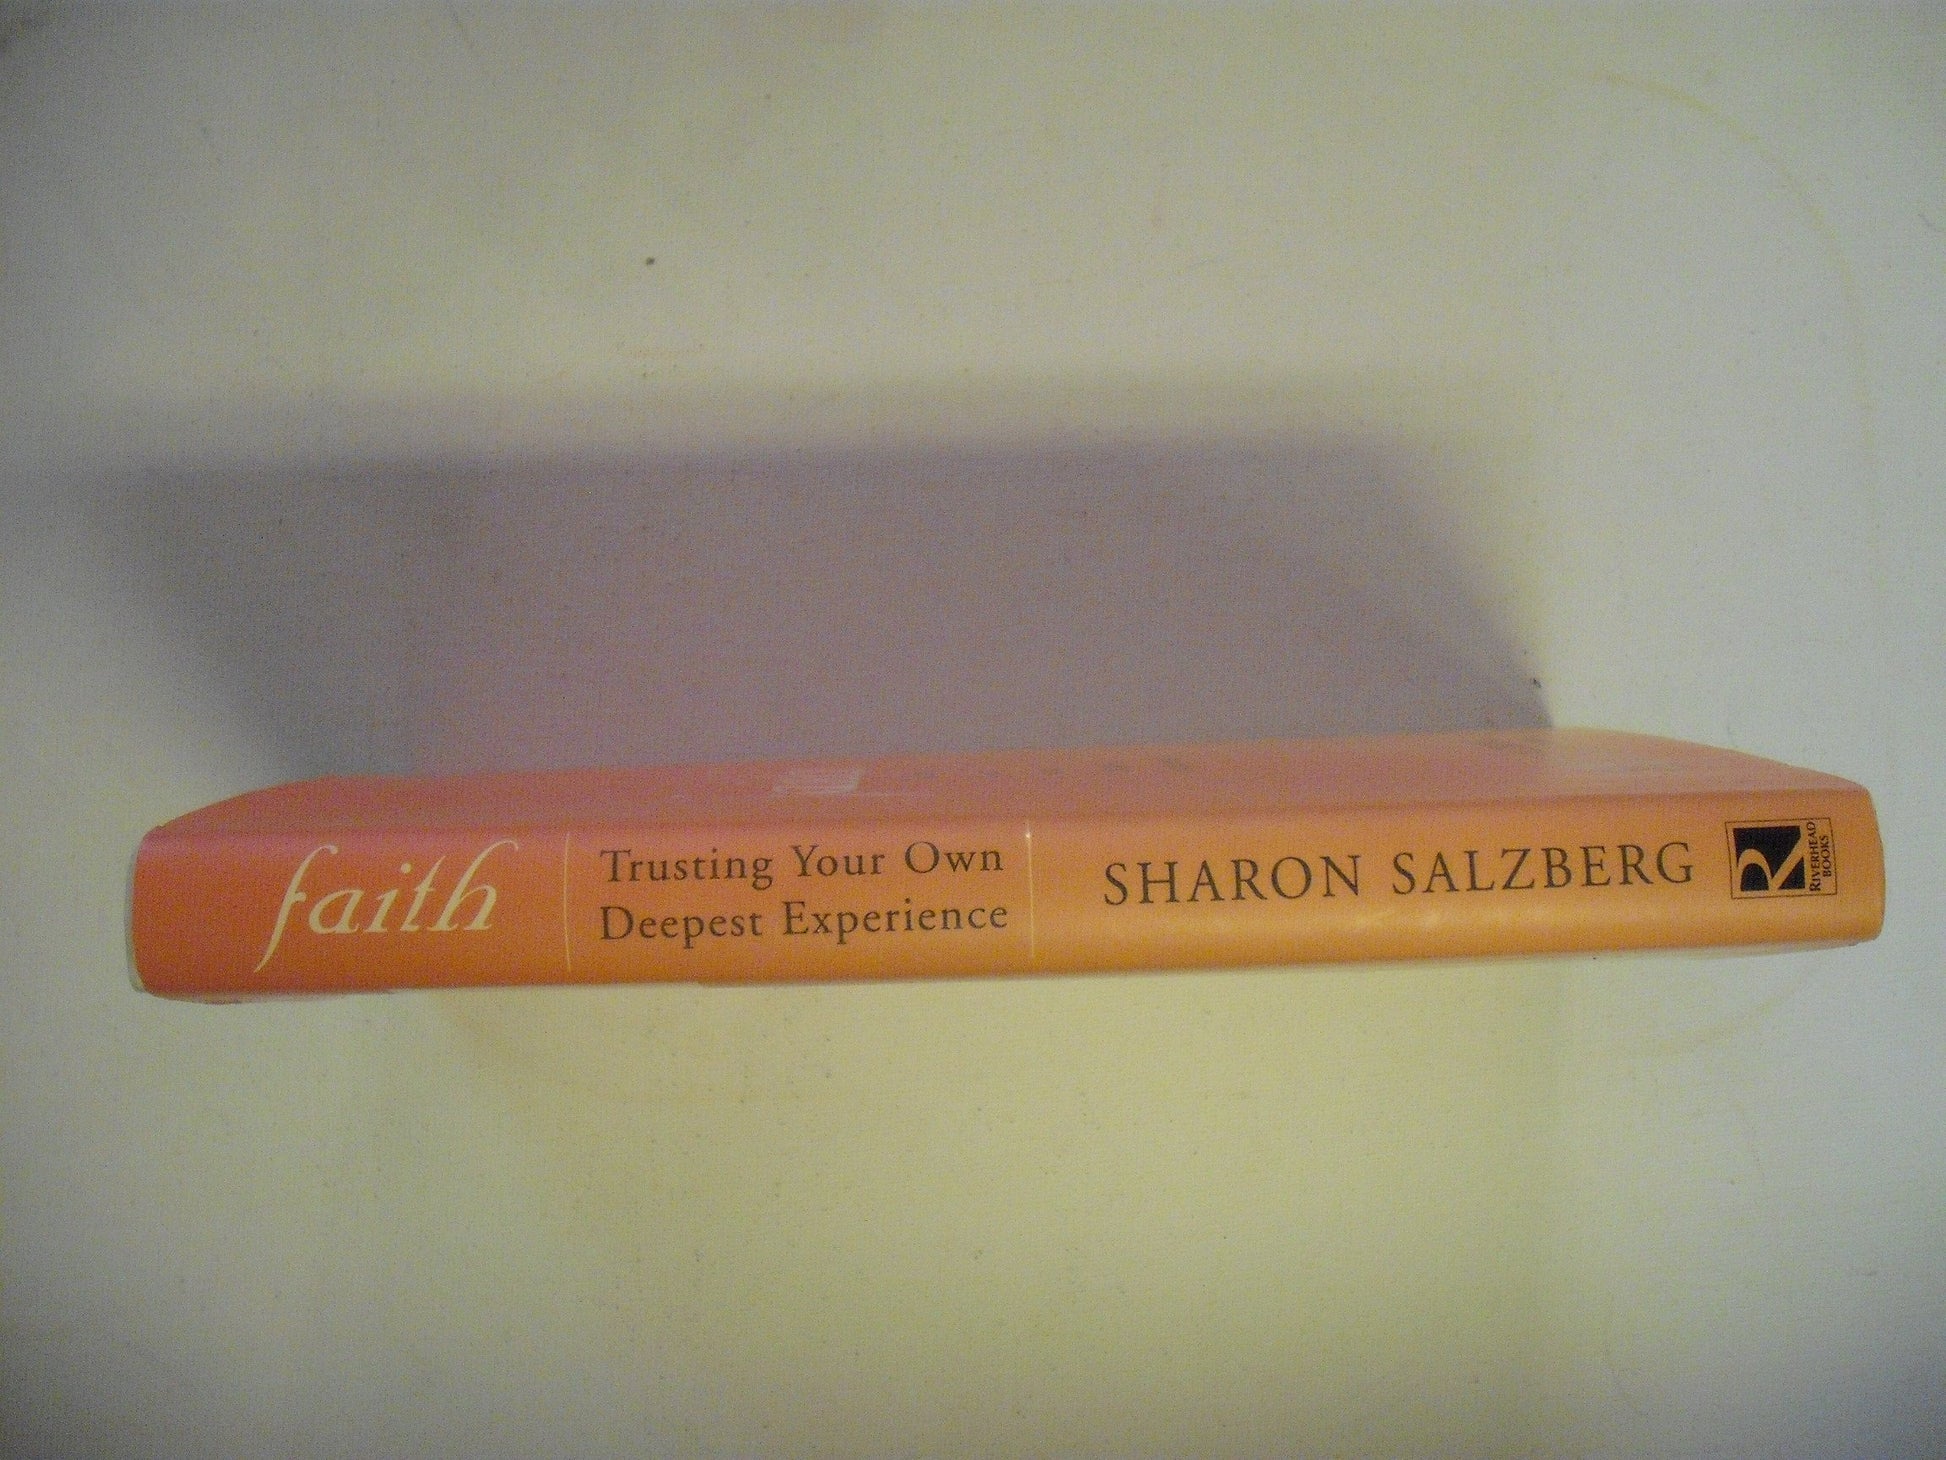 faith
Trusting Your Own
Deepest Experience
SHARON SALZBERG
RIVERHEAD
BOOKS